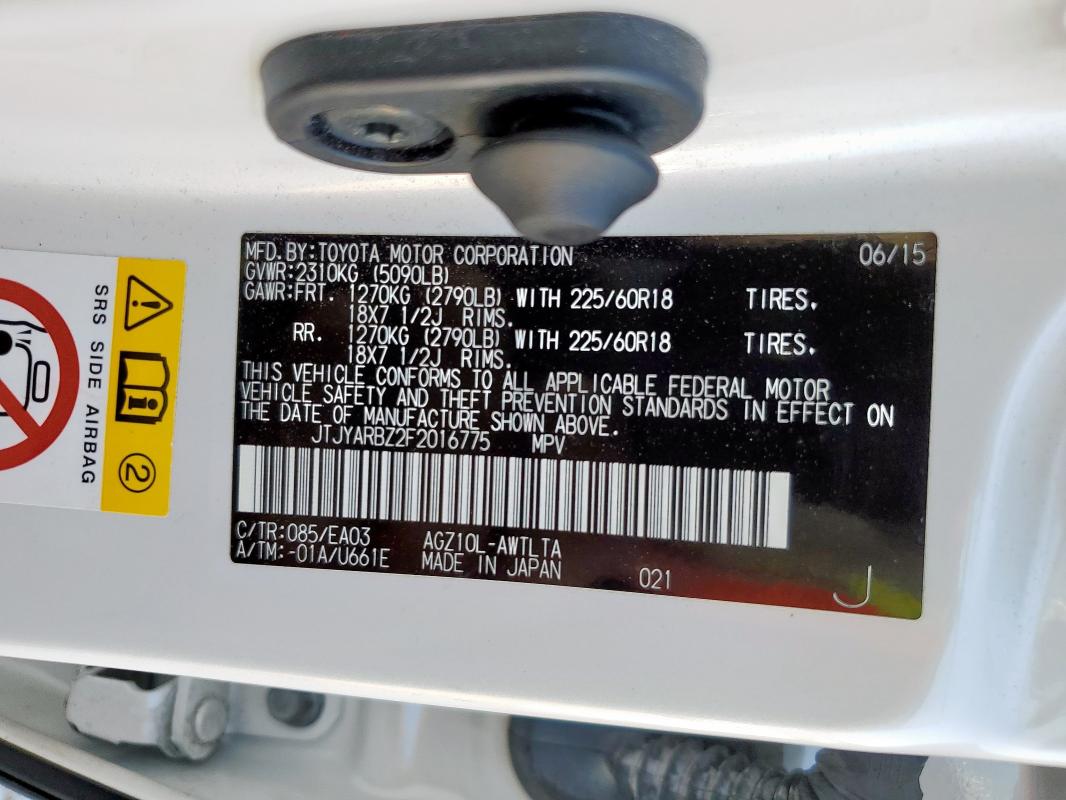 MFD.BY:TOYOTA MOTOR CORPORATION 06/15
GVWR:2310KG (5090LB)
GAWR:FRT. 1270KG (2790LB) WITH 225/60R18 TIRES.
18X7 1/2J RIMS.
RR. 1270KG (2790LB) WITH 225/60R18 TIRES.
18X7 1/2J RIMS.
THIS VEHICLE CONFORMS TO ALL APPLICABLE FEDERAL MOTOR
VEHICLE SAFETY AND THEFT PREVENTION STANDARDS IN EFFECT ON
THE DATE OF MANUFACTURE SHOWN ABOVE.
JTJYARBZ2F2016775 MPV
C/TR:085/EA03 AGZ10L-AWTLTA
A/TM:-01A/U661E MADE IN JAPAN 021 J
SRS SIDE AIRBAG
2